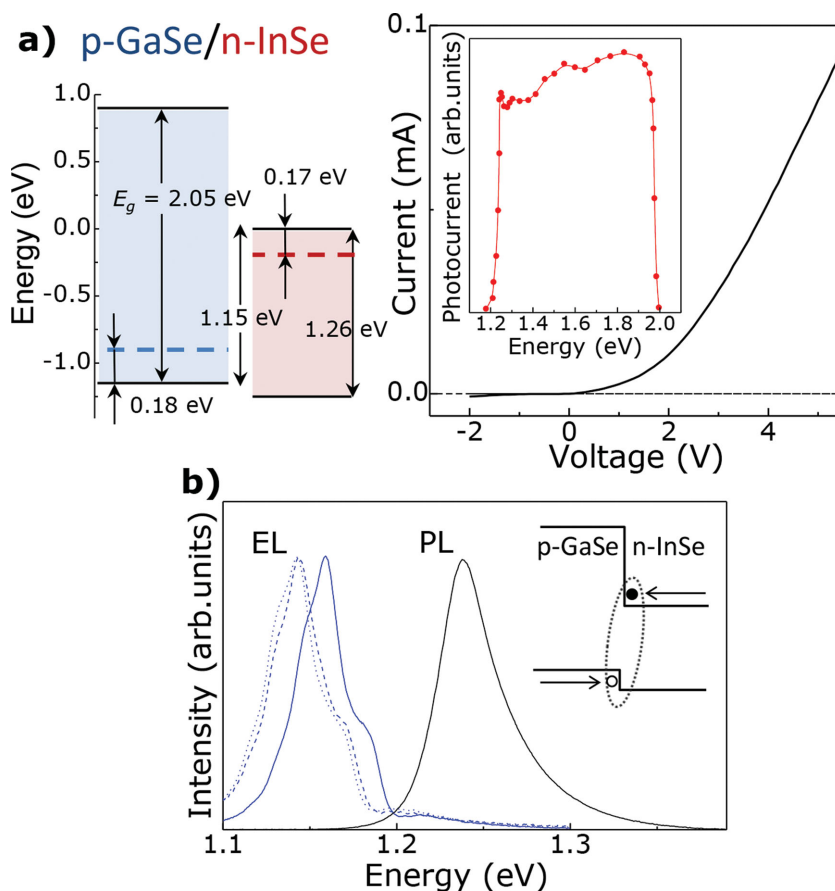 a) p-GaSe/n-InSe
Energy (eV)
1.0
0.5
0.0
-0.5
-1.0
Eg = 2.05 eV
0.17 eV
1.15 eV
1.26 eV
0.18 eV
Current (mA)
0.1
0.0
Photocurrent (arb.units)
1.2 1.4 1.6 1.8 2.0
Energy (eV)
-2 0 2 4
Voltage (V)
b)
Intensity (arb.units)
EL
PL
p-GaSe
n-InSe
1.1 1.2 1.3
Energy (eV)